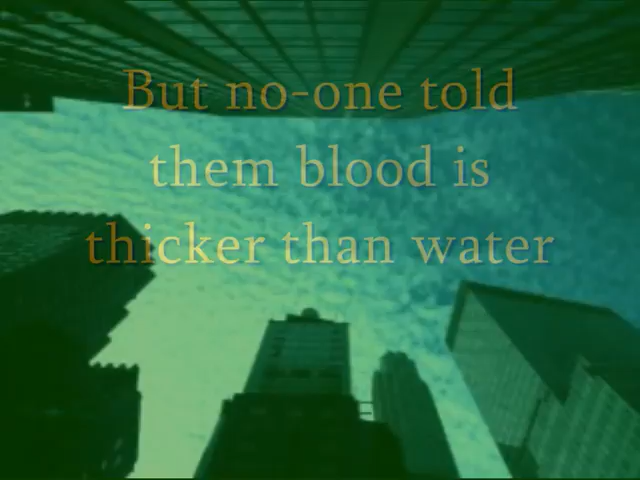 But no-one told
them blood is
thicker than water